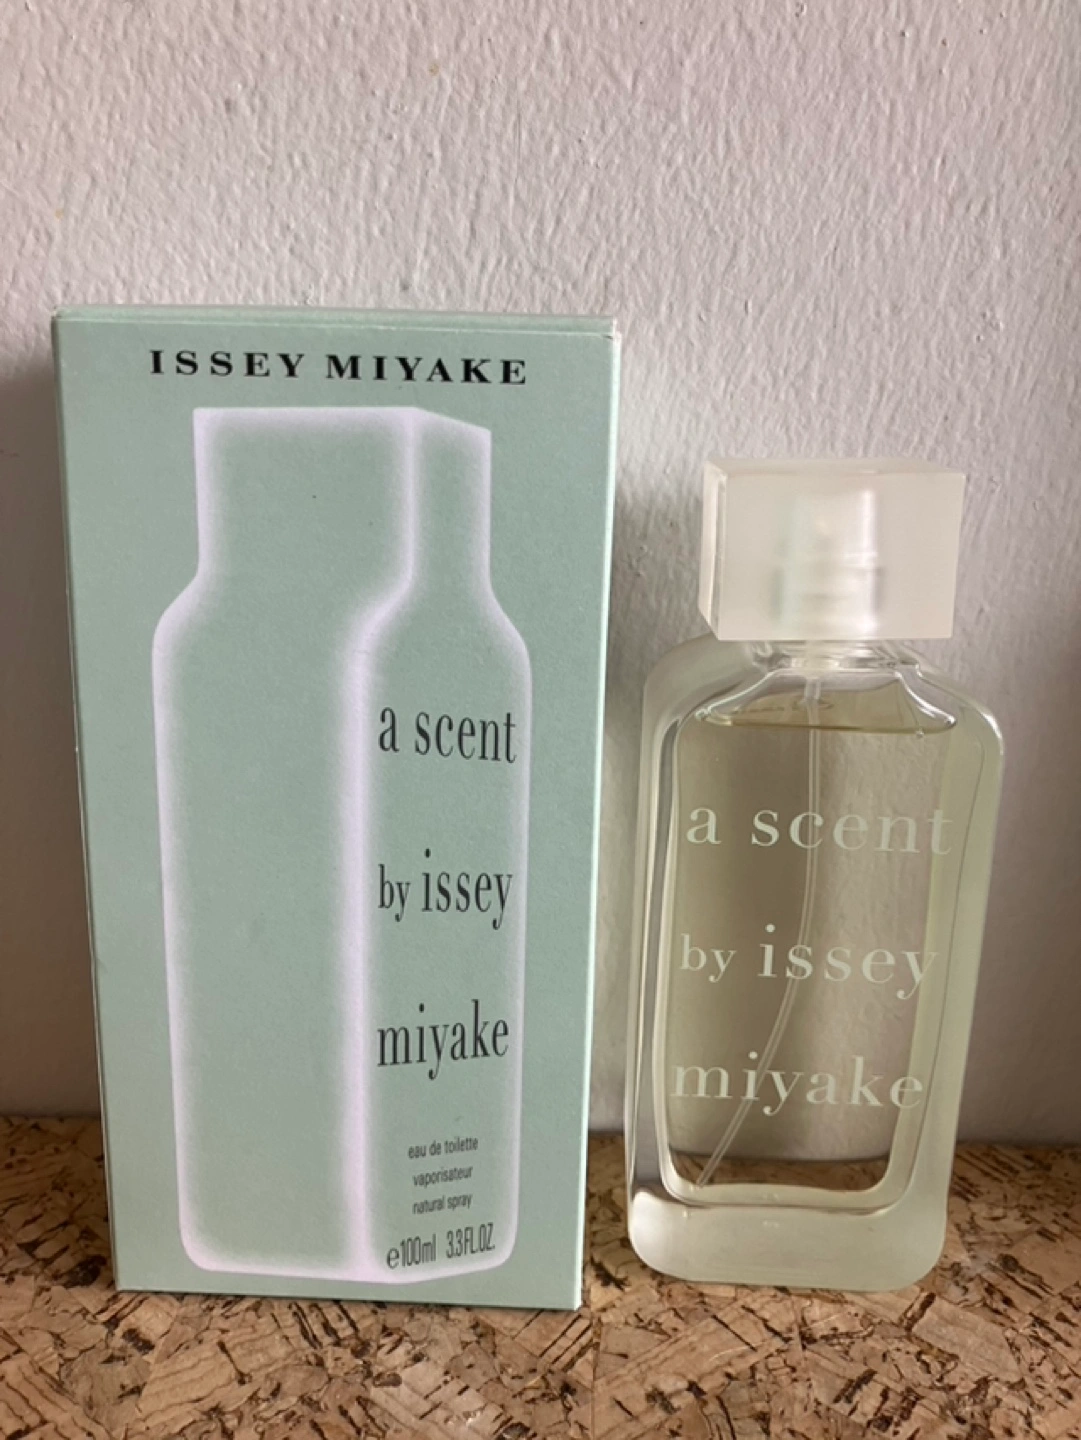 ISSEY MIYAKE
a scent
by issey
miyake
eau de toilette
vaporisateur
natural spray
e100ml 3.3FL.OZ.
a scent
by issey
miyake